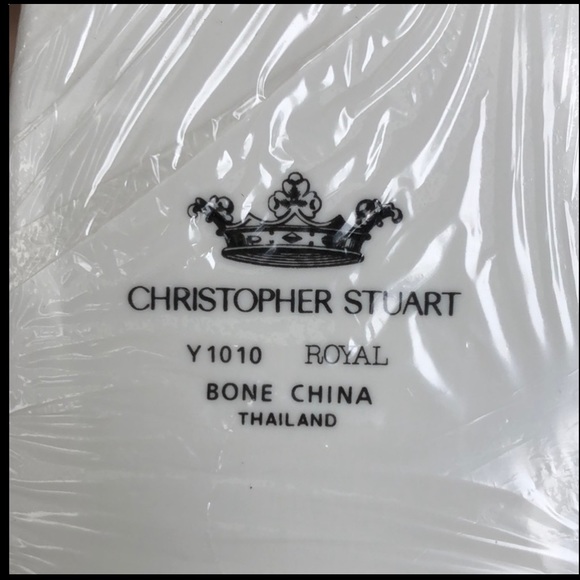 CHRISTOPHER STUART
Y1010 ROYAL
BONE CHINA
THAILAND